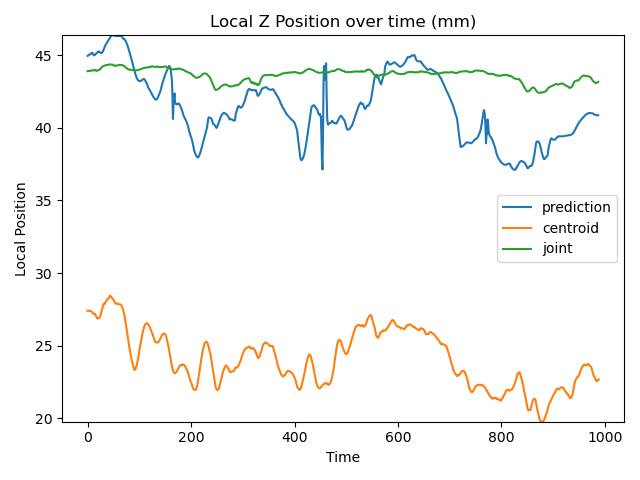 Local Z Position over time (mm)
45
40
35
30
25
20
Local Position
prediction
centroid
joint
0 200 400 600 800 1000
Time